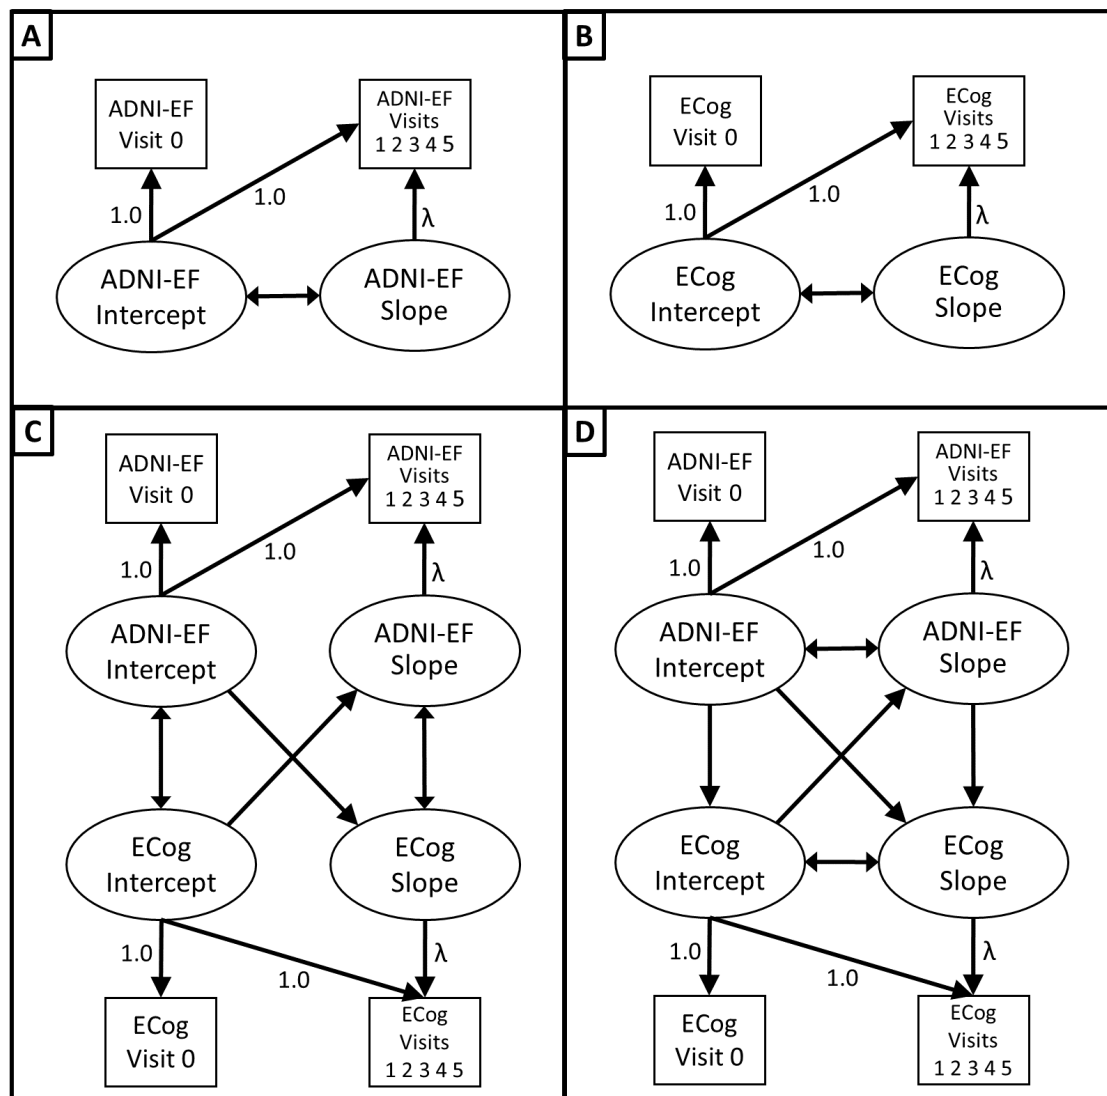 A
ADNI-EF
Visit 0
ADNI-EF
Visits
1 2 3 4 5
1.0
1.0
λ
ADNI-EF
Intercept
ADNI-EF
Slope
B
ECog
Visit 0
ECog
Visits
1 2 3 4 5
1.0
1.0
λ
ECog
Intercept
ECog
Slope
C
ADNI-EF
Visit 0
ADNI-EF
Visits
1 2 3 4 5
1.0
1.0
λ
ADNI-EF
Intercept
ADNI-EF
Slope
ECog
Intercept
ECog
Slope
1.0
1.0
λ
ECog
Visit 0
ECog
Visits
1 2 3 4 5
D
ADNI-EF
Visit 0
ADNI-EF
Visits
1 2 3 4 5
1.0
1.0
λ
ADNI-EF
Intercept
ADNI-EF
Slope
ECog
Intercept
ECog
Slope
1.0
1.0
λ
ECog
Visit 0
ECog
Visits
1 2 3 4 5